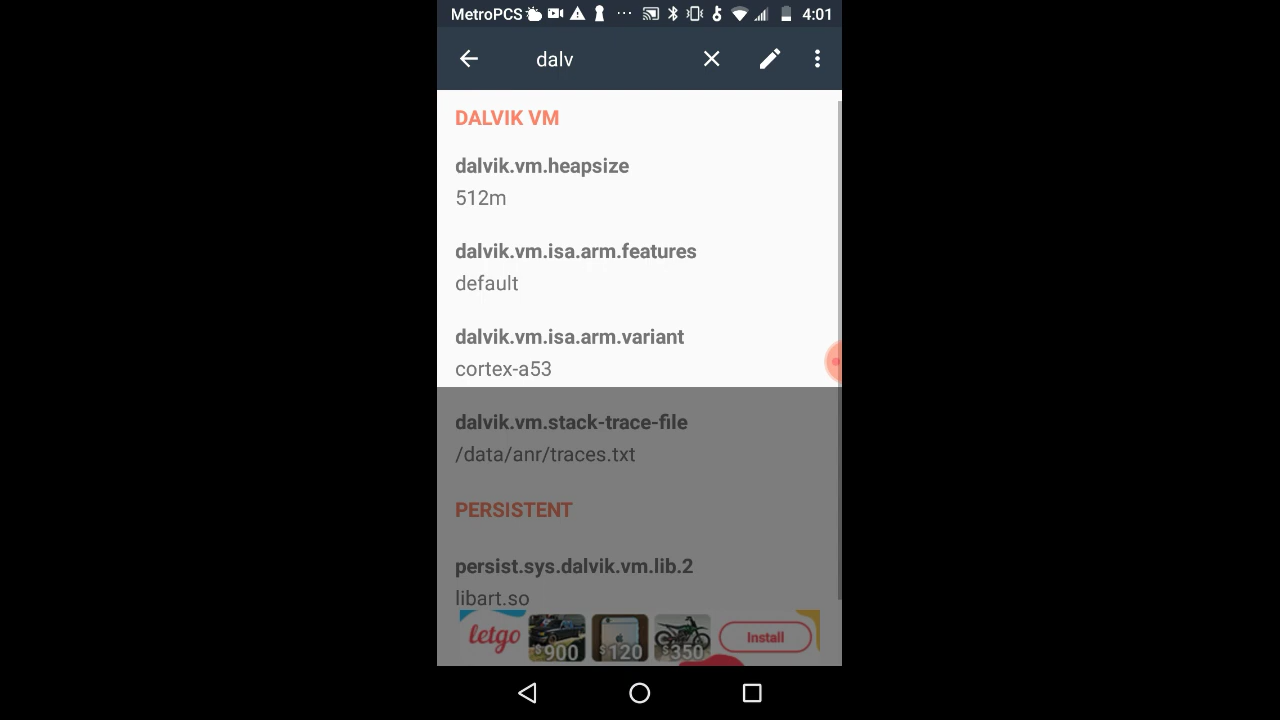 MetroPCS 4:01
dalv
DALVIK VM
dalvik.vm.heapsize
512m
dalvik.vm.isa.arm.features
default
dalvik.vm.isa.arm.variant
cortex-a53
dalvik.vm.stack-trace-file
/data/anr/traces.txt
PERSISTENT
persist.sys.dalvik.vm.lib.2
libart.so
letgo $900 $120 $350 Install